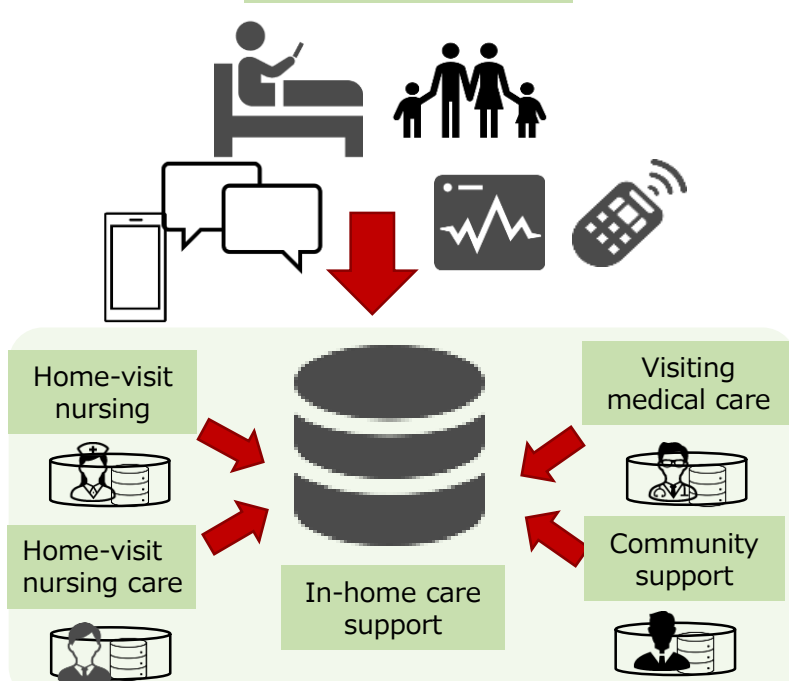 Home-visit
nursing
Visiting
medical care
Home-visit
nursing care
Community
support
In-home care
support